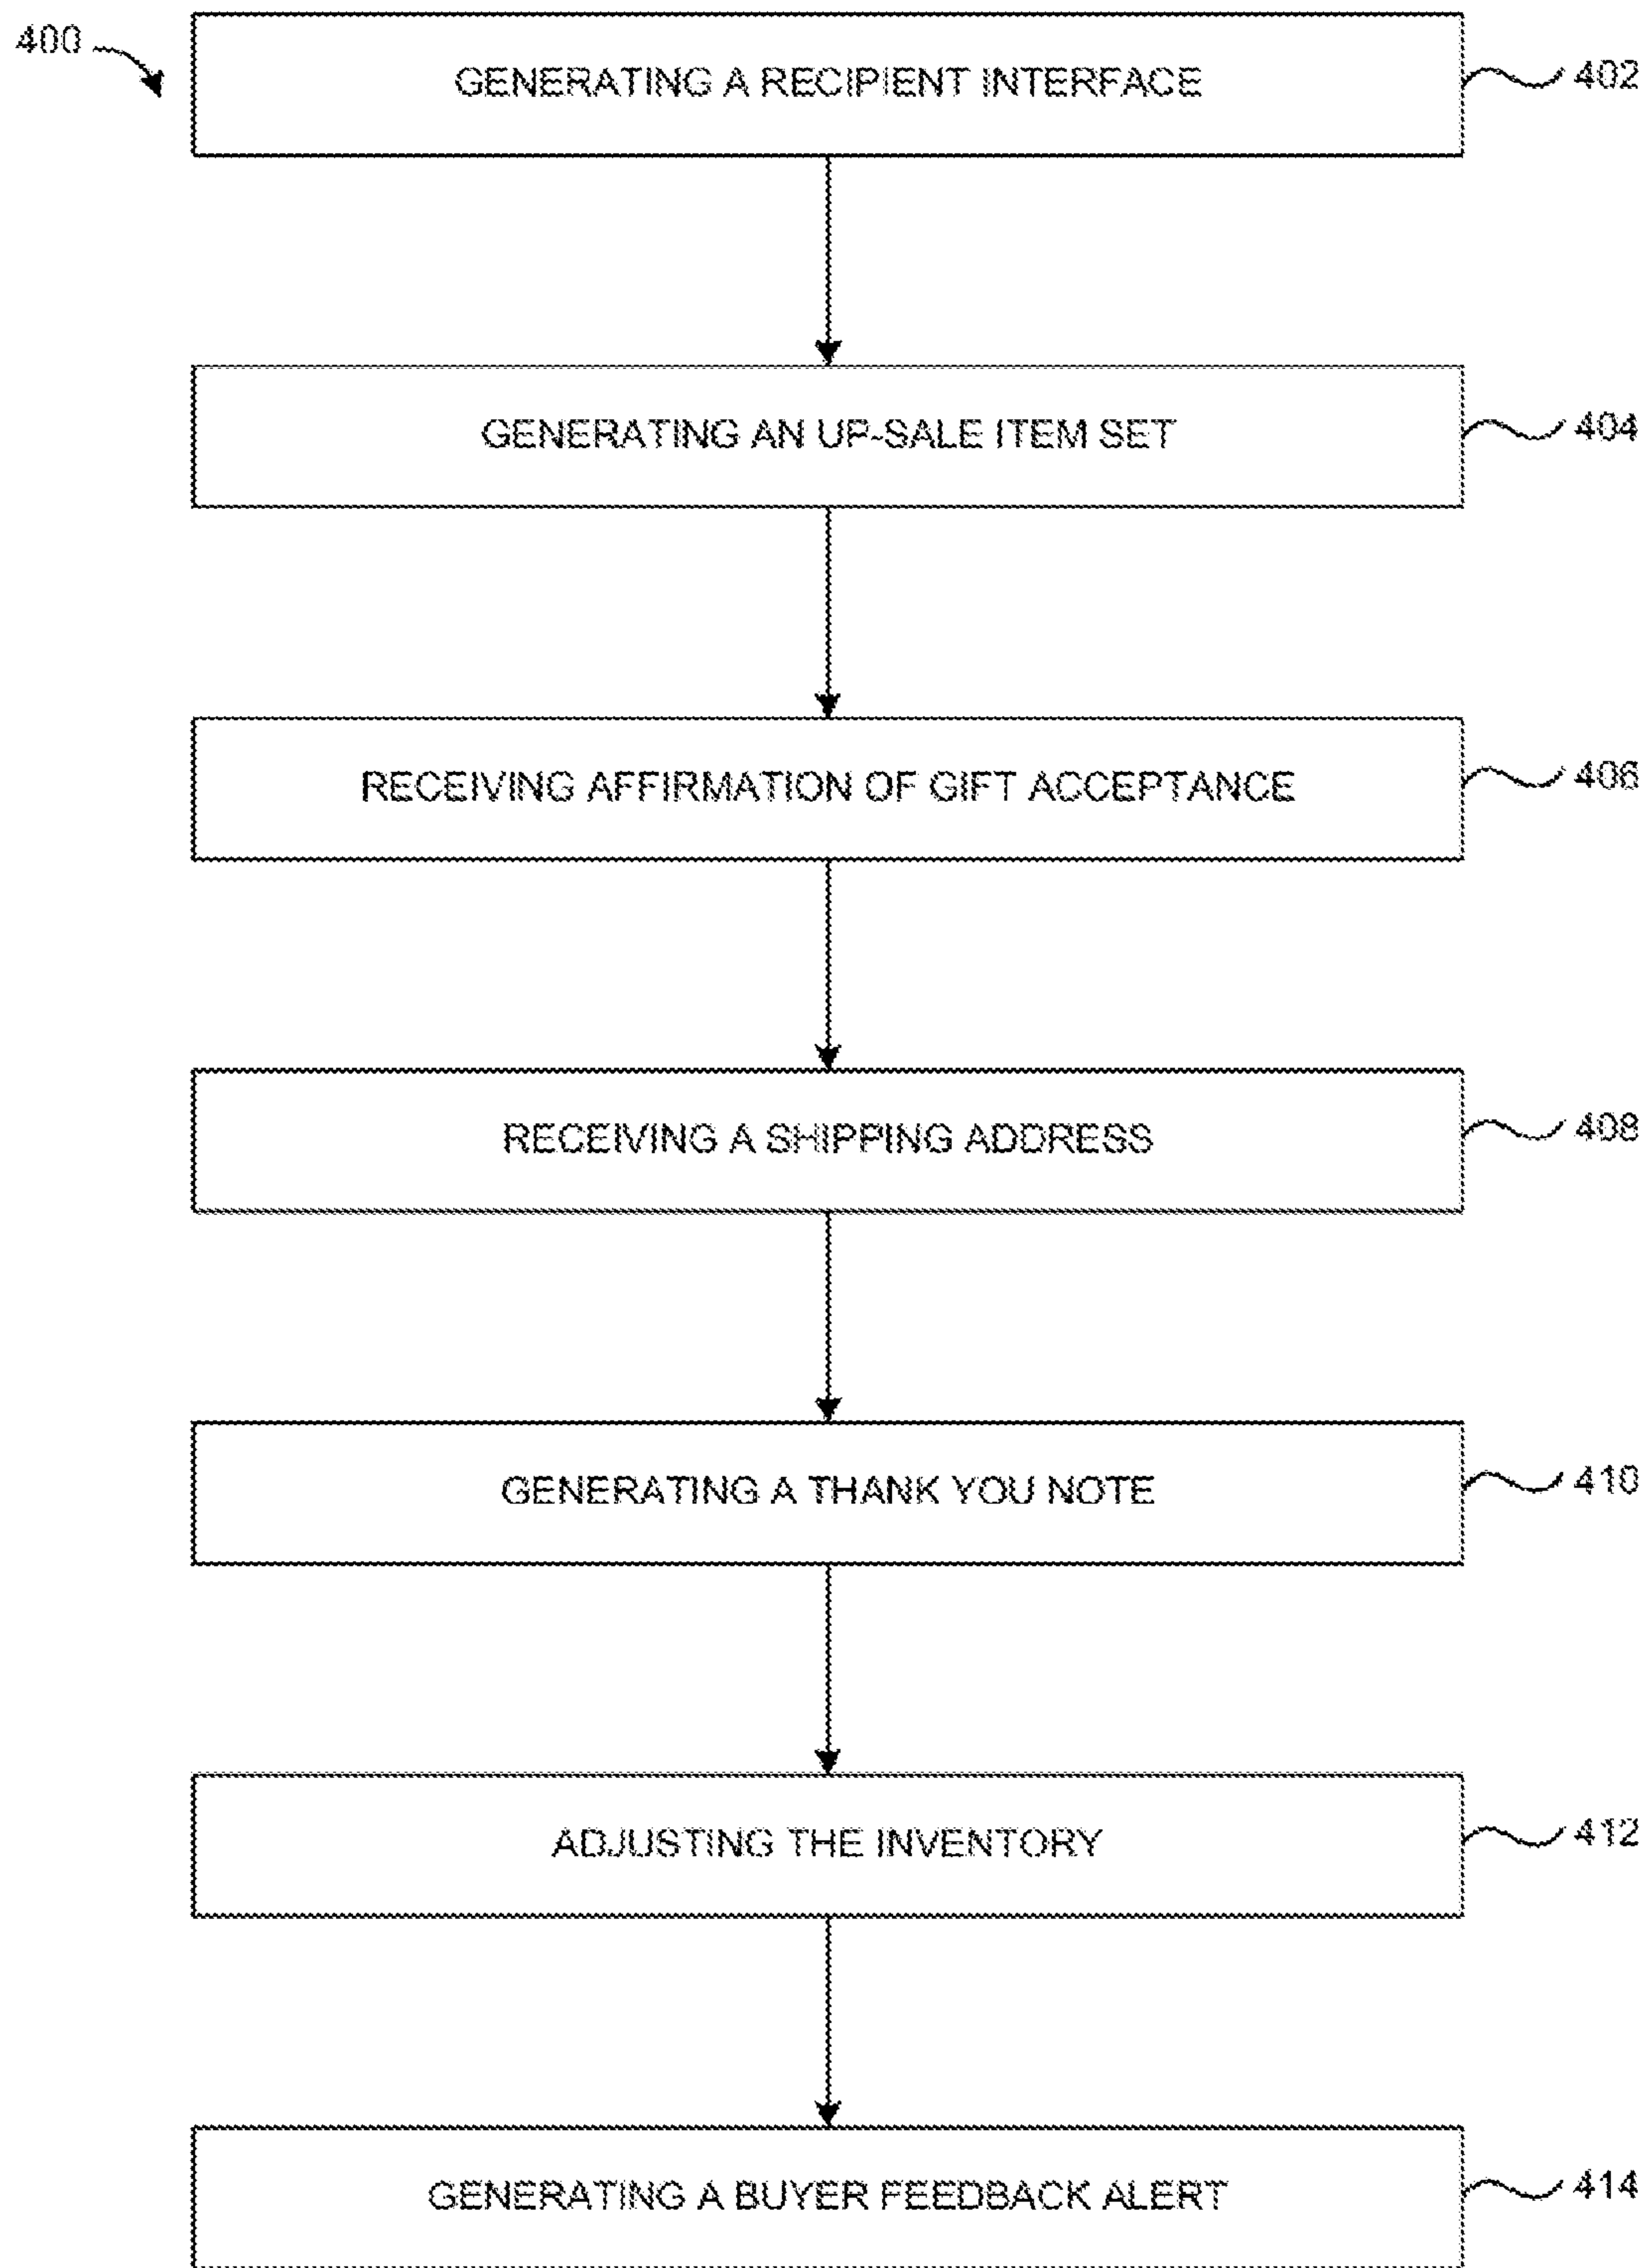 400
GENERATING A RECIPIENT INTERFACE 402
GENERATING AN UP-SALE ITEM SET 404
RECEIVING AFFIRMATION OF GIFT ACCEPTANCE 406
RECEIVING A SHIPPING ADDRESS 408
GENERATING A THANK YOU NOTE 410
ADJUSTING THE INVENTORY 412
GENERATING A BUYER FEEDBACK ALERT 414